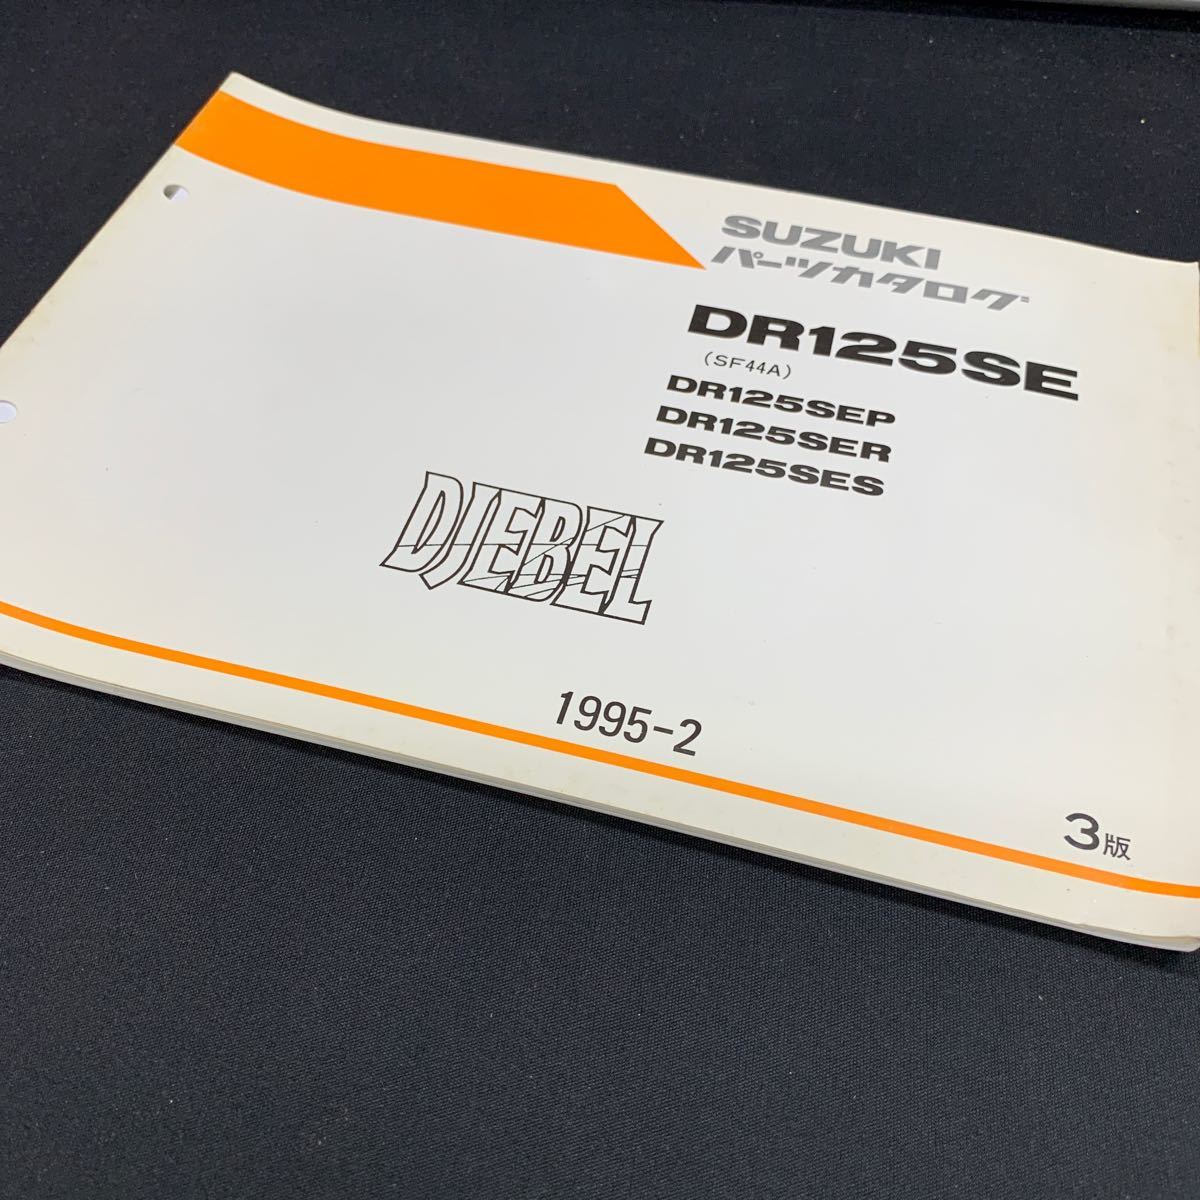 SUZUKI
パーツカタログ
DR125SE
(SF44A)
DR125SEP
DR125SER
DR125SES
DJEBEL
1995-2
3版